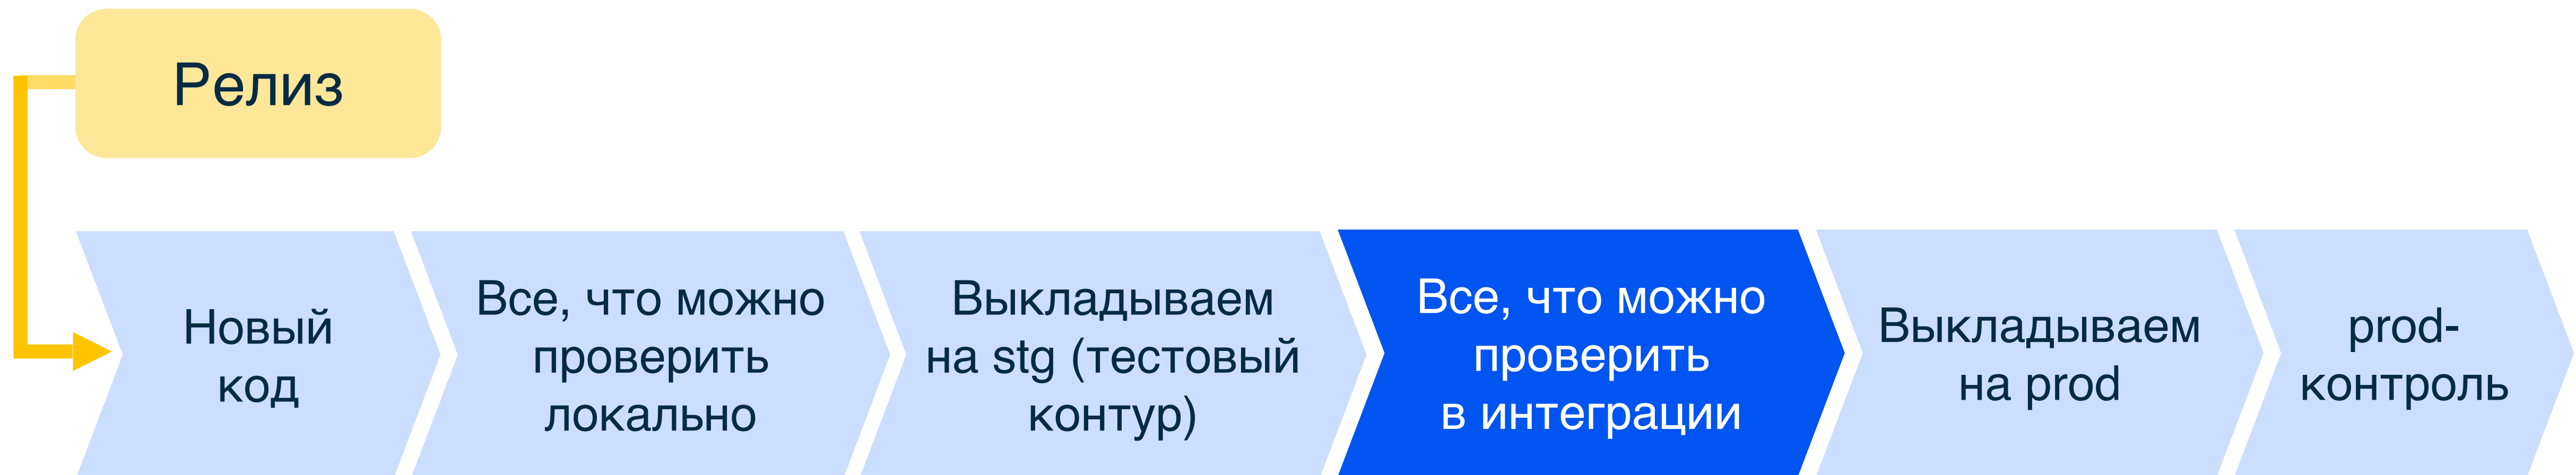 Релиз
Новый
код
Все, что можно
проверить
локально
Выкладываем
на stg (тестовый
контур)
Все, что можно
проверить
в интеграции
Выкладываем
на prod
prod-
контроль